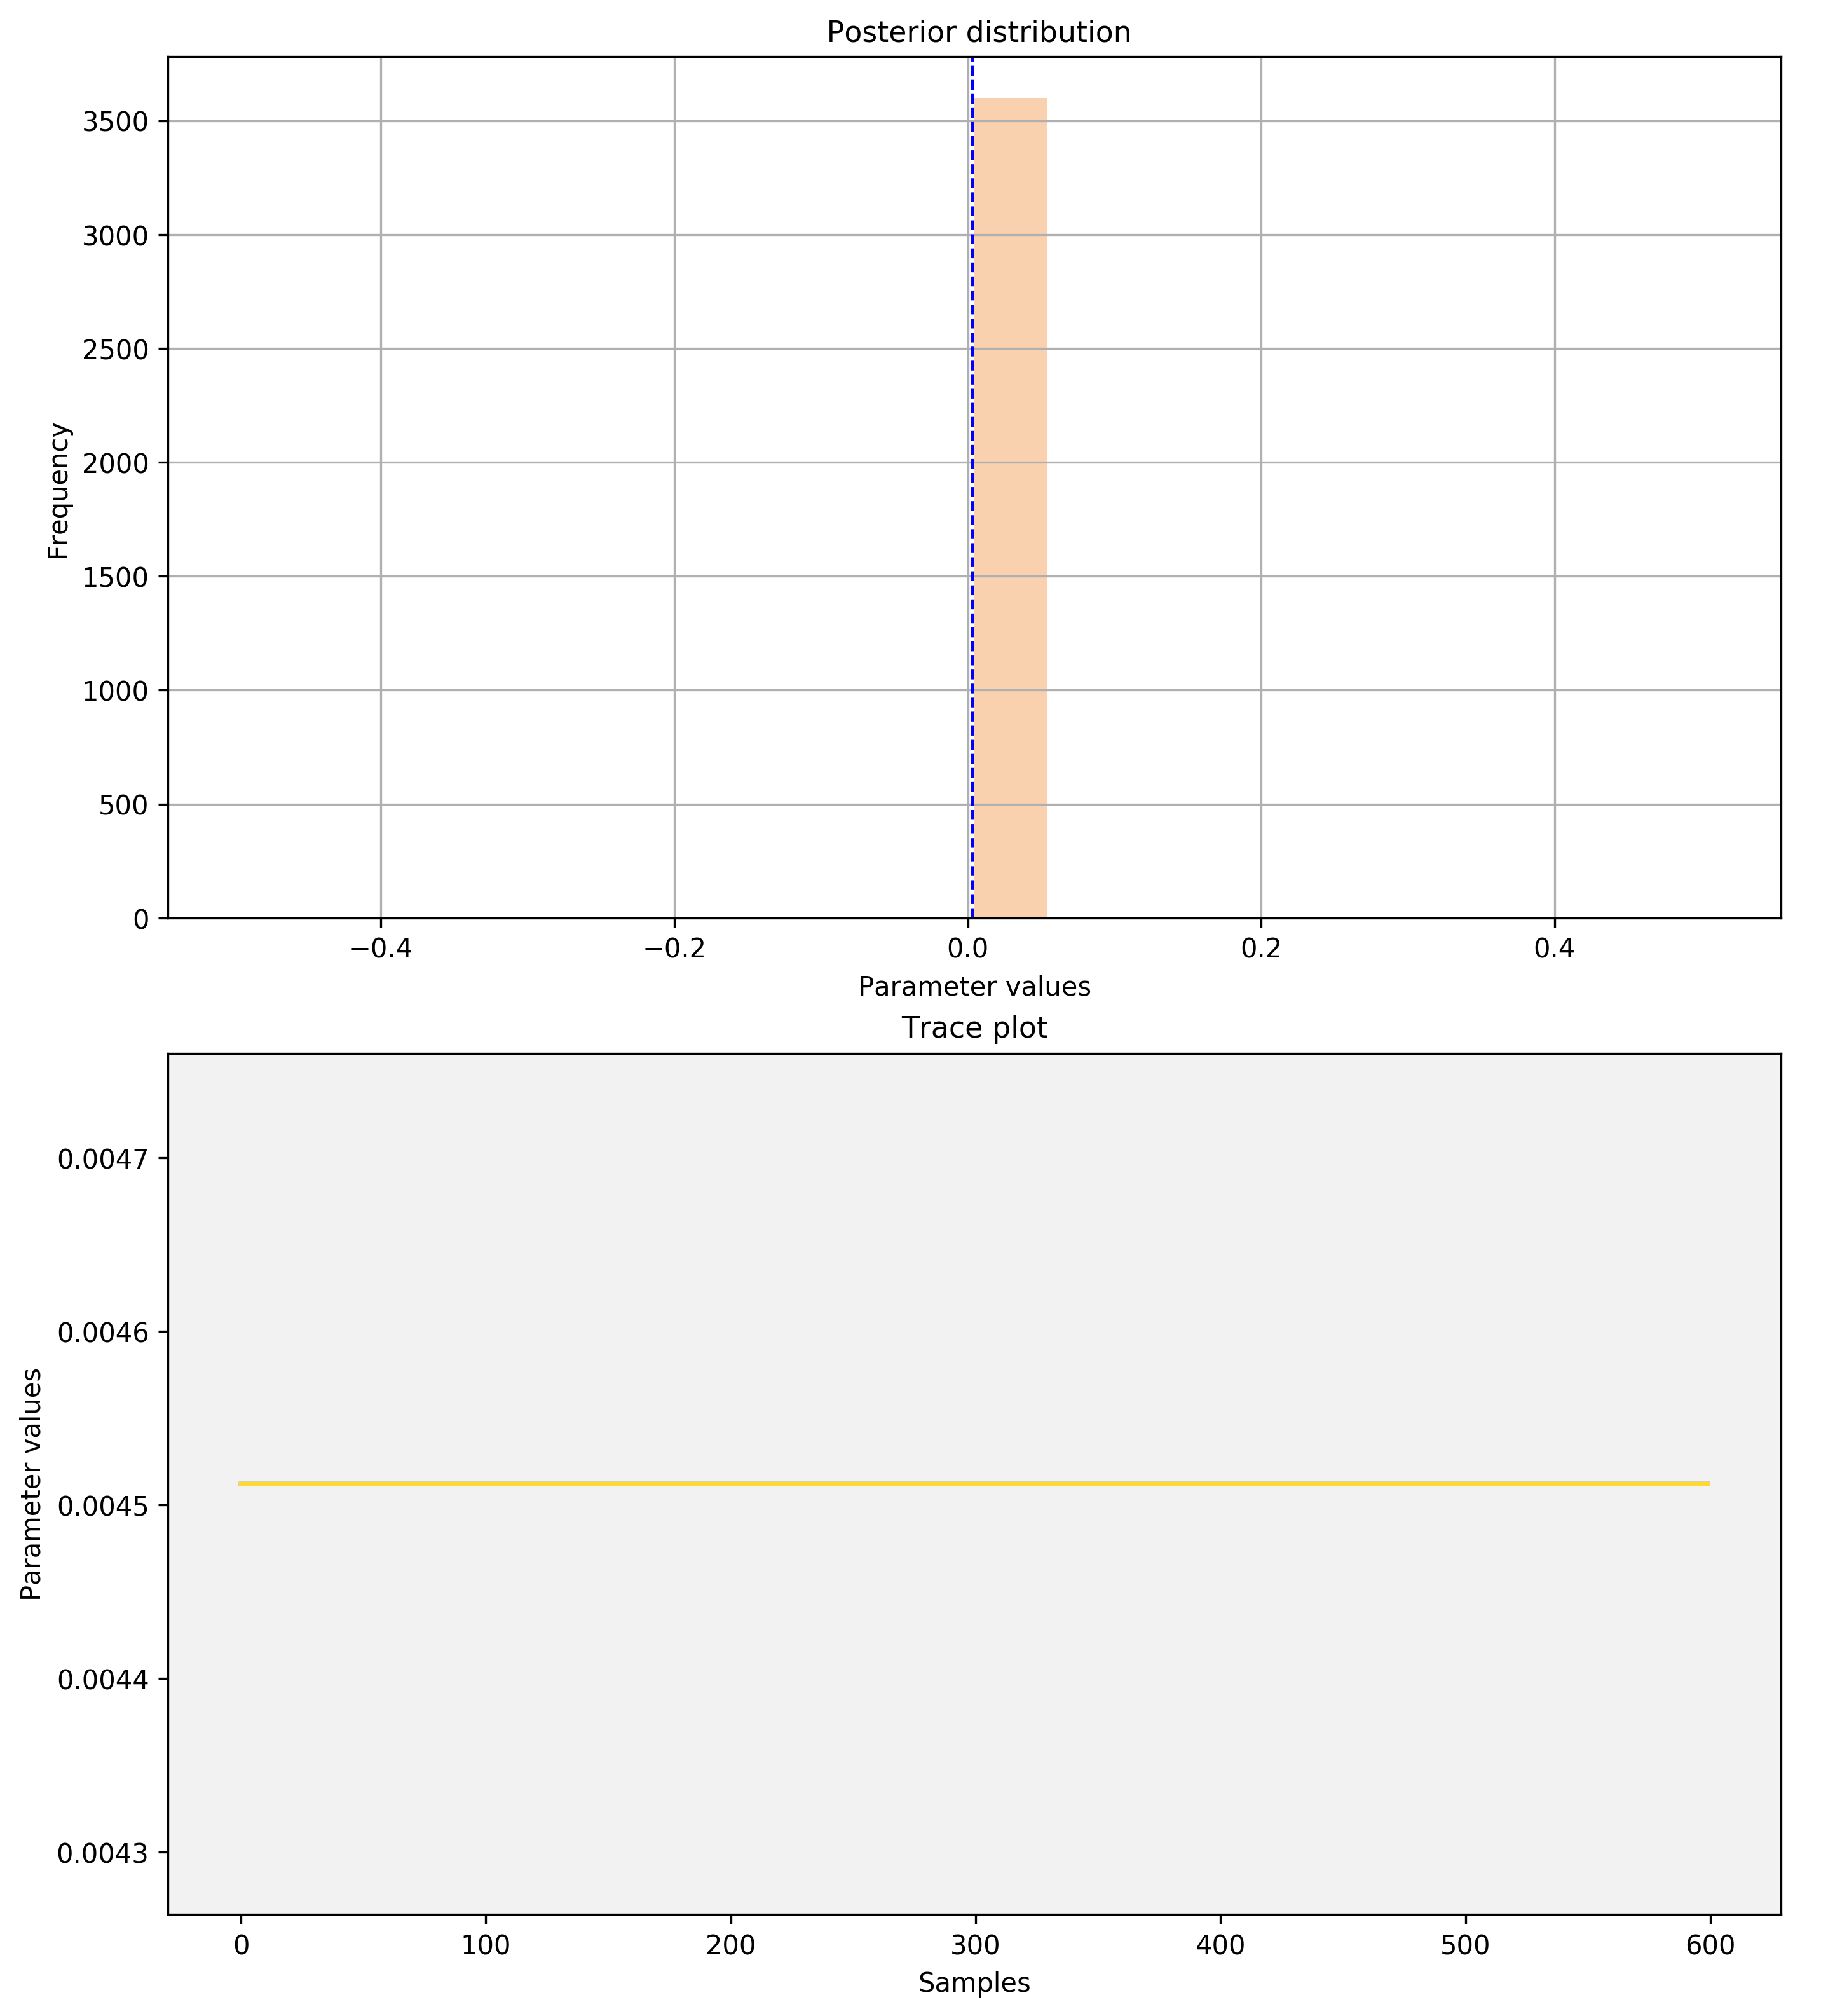 Posterior distribution
3500
3000
2500
2000
1500
1000
500
0
Frequency
−0.4 −0.2 0.0 0.2 0.4
Parameter values
Trace plot
0.0047
0.0046
0.0045
0.0044
0.0043
Parameter values
0 100 200 300 400 500 600
Samples